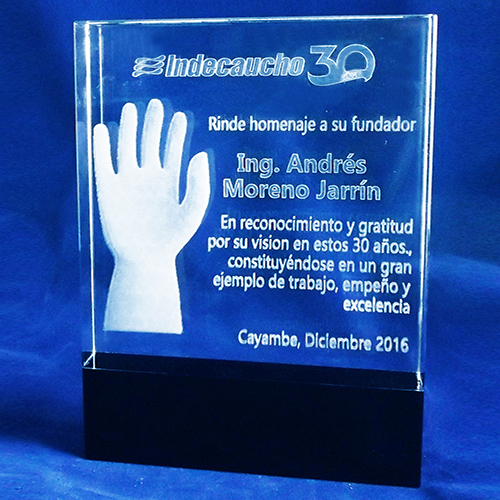 Indecaucho 30
Rinde homenaje a su fundador
Ing. Andrés
Moreno Jarrín
En reconocimiento y gratitud
por su vision en estos 30 años.,
constituyéndose en un gran
ejemplo de trabajo, empeño y
excelencia
Cayambe, Diciembre 2016